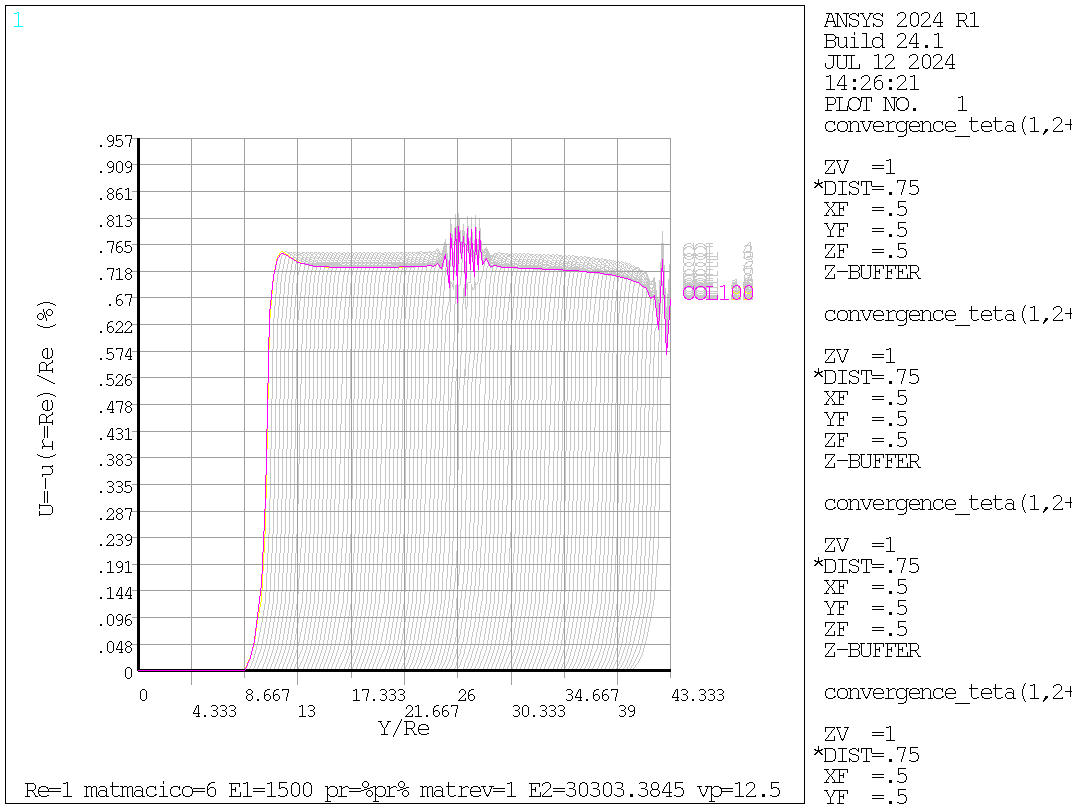 1
ANSYS 2024 R1
Build 24.1
JUL 12 2024
14:26:21
PLOT NO. 1
convergence_teta(1,2+
ZV =1
*DIST=.75
XF =.5
YF =.5
ZF =.5
Z-BUFFER
convergence_teta(1,2+
ZV =1
*DIST=.75
XF =.5
YF =.5
ZF =.5
Z-BUFFER
convergence_teta(1,2+
ZV =1
*DIST=.75
XF =.5
YF =.5
ZF =.5
Z-BUFFER
convergence_teta(1,2+
ZV =1
*DIST=.75
XF =.5
YF =.5
.957
.909
.861
.813
.765
.718
.67
.622
.574
.526
.478
.431
.383
.335
.287
.239
.191
.144
.096
.048
0
U=-u(r=Re)/Re (%)
COL100
0 8.667 17.333 26 34.667 43.333
4.333 13 21.667 30.333 39
Y/Re
Re=1 matmacico=6 E1=1500 pr=%pr% matrev=1 E2=30303.3845 vp=12.5